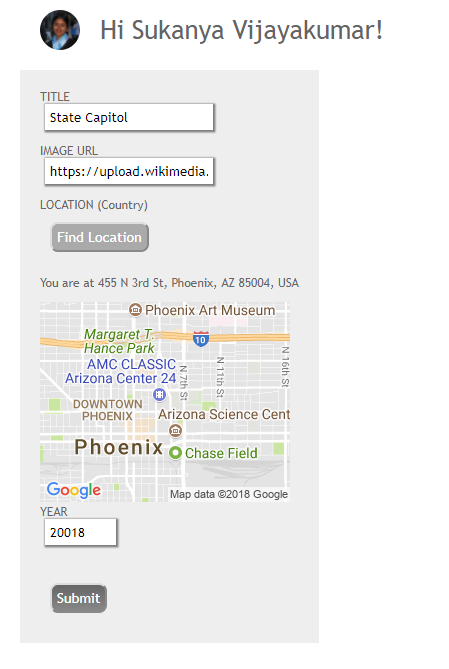 Hi Sukanya Vijayakumar!
TITLE
State Capitol
IMAGE URL
https://upload.wikimedia.
LOCATION (Country)
Find Location
You are at 455 N 3rd St, Phoenix, AZ 85004, USA
Phoenix Art Museum
Margaret T.
Hance Park
10
AMC CLASSIC
Arizona Center 24
N 7th St
N 11th St
N 16th St
DOWNTOWN
PHOENIX
Arizona Science Cent
Phoenix
Chase Field
Google
Map data ©2018 Google
YEAR
20018
Submit